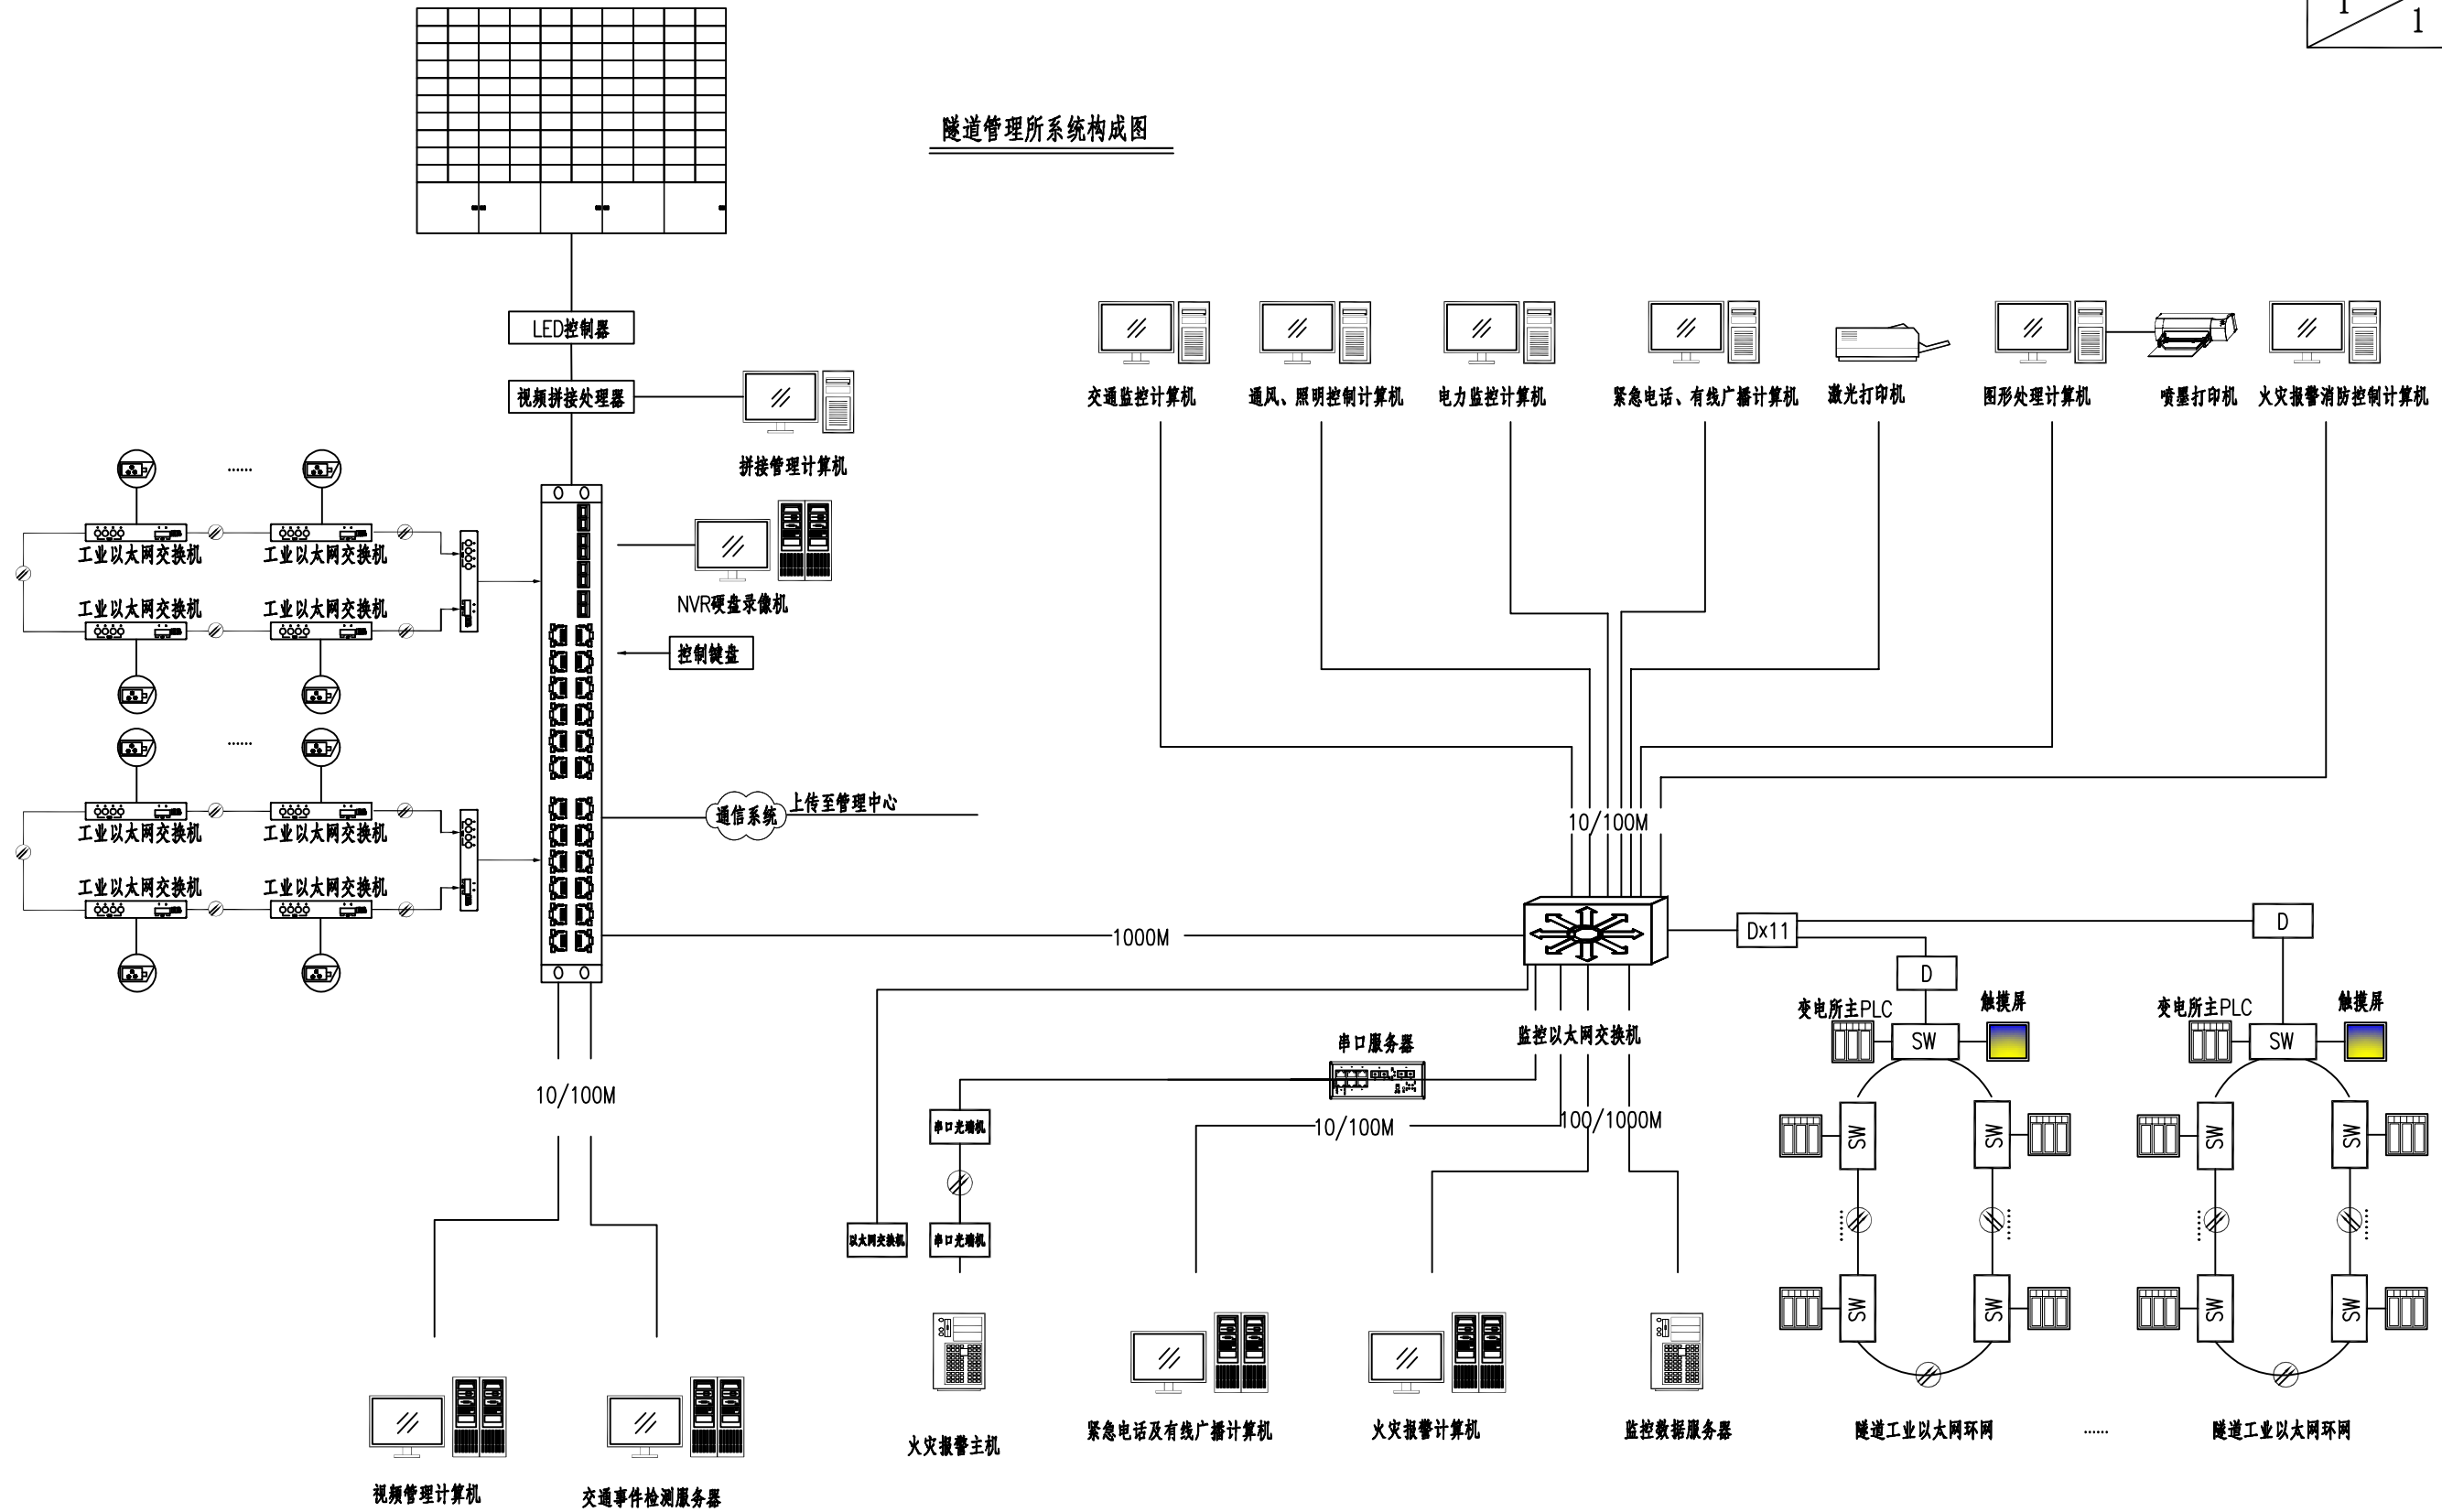 1
1
隧道管理所系统构成图
LED控制器
视频拼接处理器
拼接管理计算机
交通监控计算机
通风、照明控制计算机
电力监控计算机
紧急电话、有线广播计算机
激光打印机
图形处理计算机
喷墨打印机
火灾报警消防控制计算机
......
工业以太网交换机
工业以太网交换机
NVR硬盘录像机
工业以太网交换机
工业以太网交换机
控制键盘
......
通信系统
上传至管理中心
10/100M
工业以太网交换机
工业以太网交换机
工业以太网交换机
工业以太网交换机
1000M
Dx11
D
D
变电所主PLC
触摸屏
变电所主PLC
触摸屏
SW
SW
串口服务器
监控以太网交换机
10/100M
10/100M
100/1000M
串口光端机
SW
SW
SW
SW
以太网交换机
串口光端机
......
......
......
......
SW
SW
SW
SW
火灾报警主机
紧急电话及有线广播计算机
火灾报警计算机
监控数据服务器
隧道工业以太网环网
......
隧道工业以太网环网
视频管理计算机
交通事件检测服务器